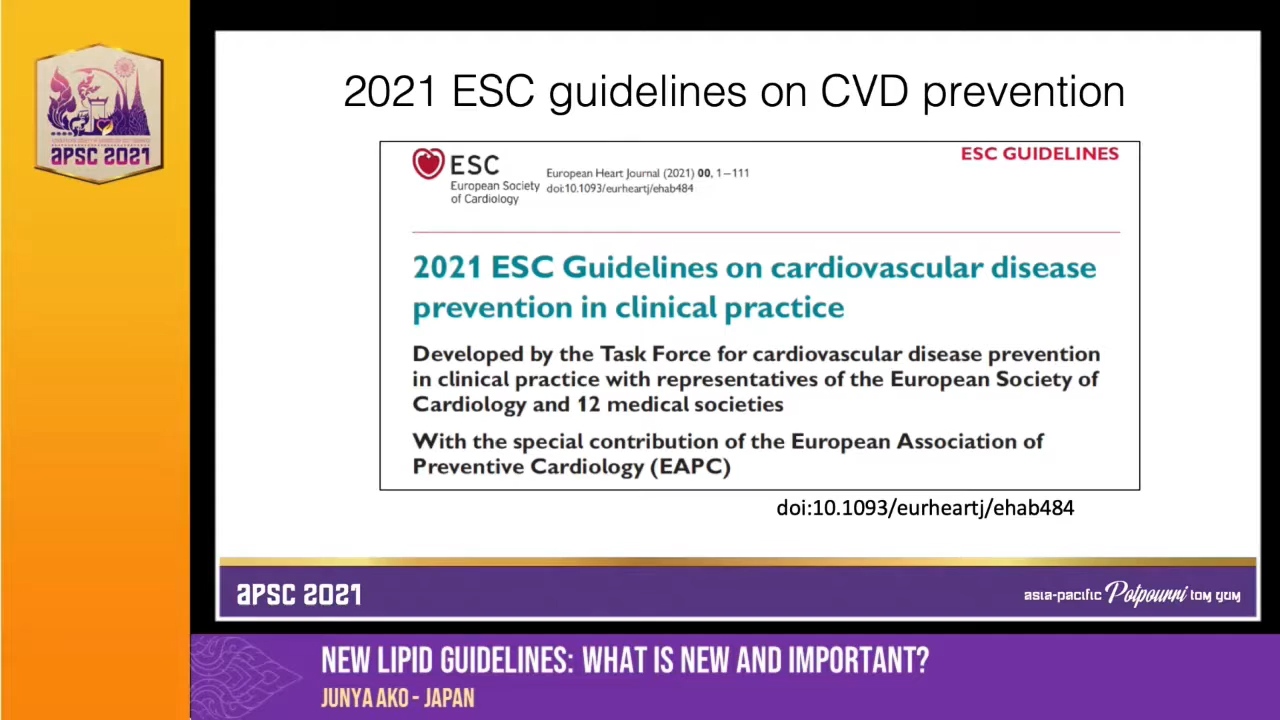 aPSC 2021
2021 ESC guidelines on CVD prevention
ESC
European Society
of Cardiology
European Heart Journal (2021) 00, 1–111
doi:10.1093/eurheartj/ehab484
ESC GUIDELINES
2021 ESC Guidelines on cardiovascular disease
prevention in clinical practice
Developed by the Task Force for cardiovascular disease prevention
in clinical practice with representatives of the European Society of
Cardiology and 12 medical societies
With the special contribution of the European Association of
Preventive Cardiology (EAPC)
doi:10.1093/eurheartj/ehab484
aPSC 2021
asia-pacific Potpourri tom yum
NEW LIPID GUIDELINES: WHAT IS NEW AND IMPORTANT?
JUNYA AKO - JAPAN